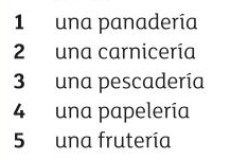 1 una panadería
2 una carnicería
3 una pescadería
4 una papelería
5 una frutería